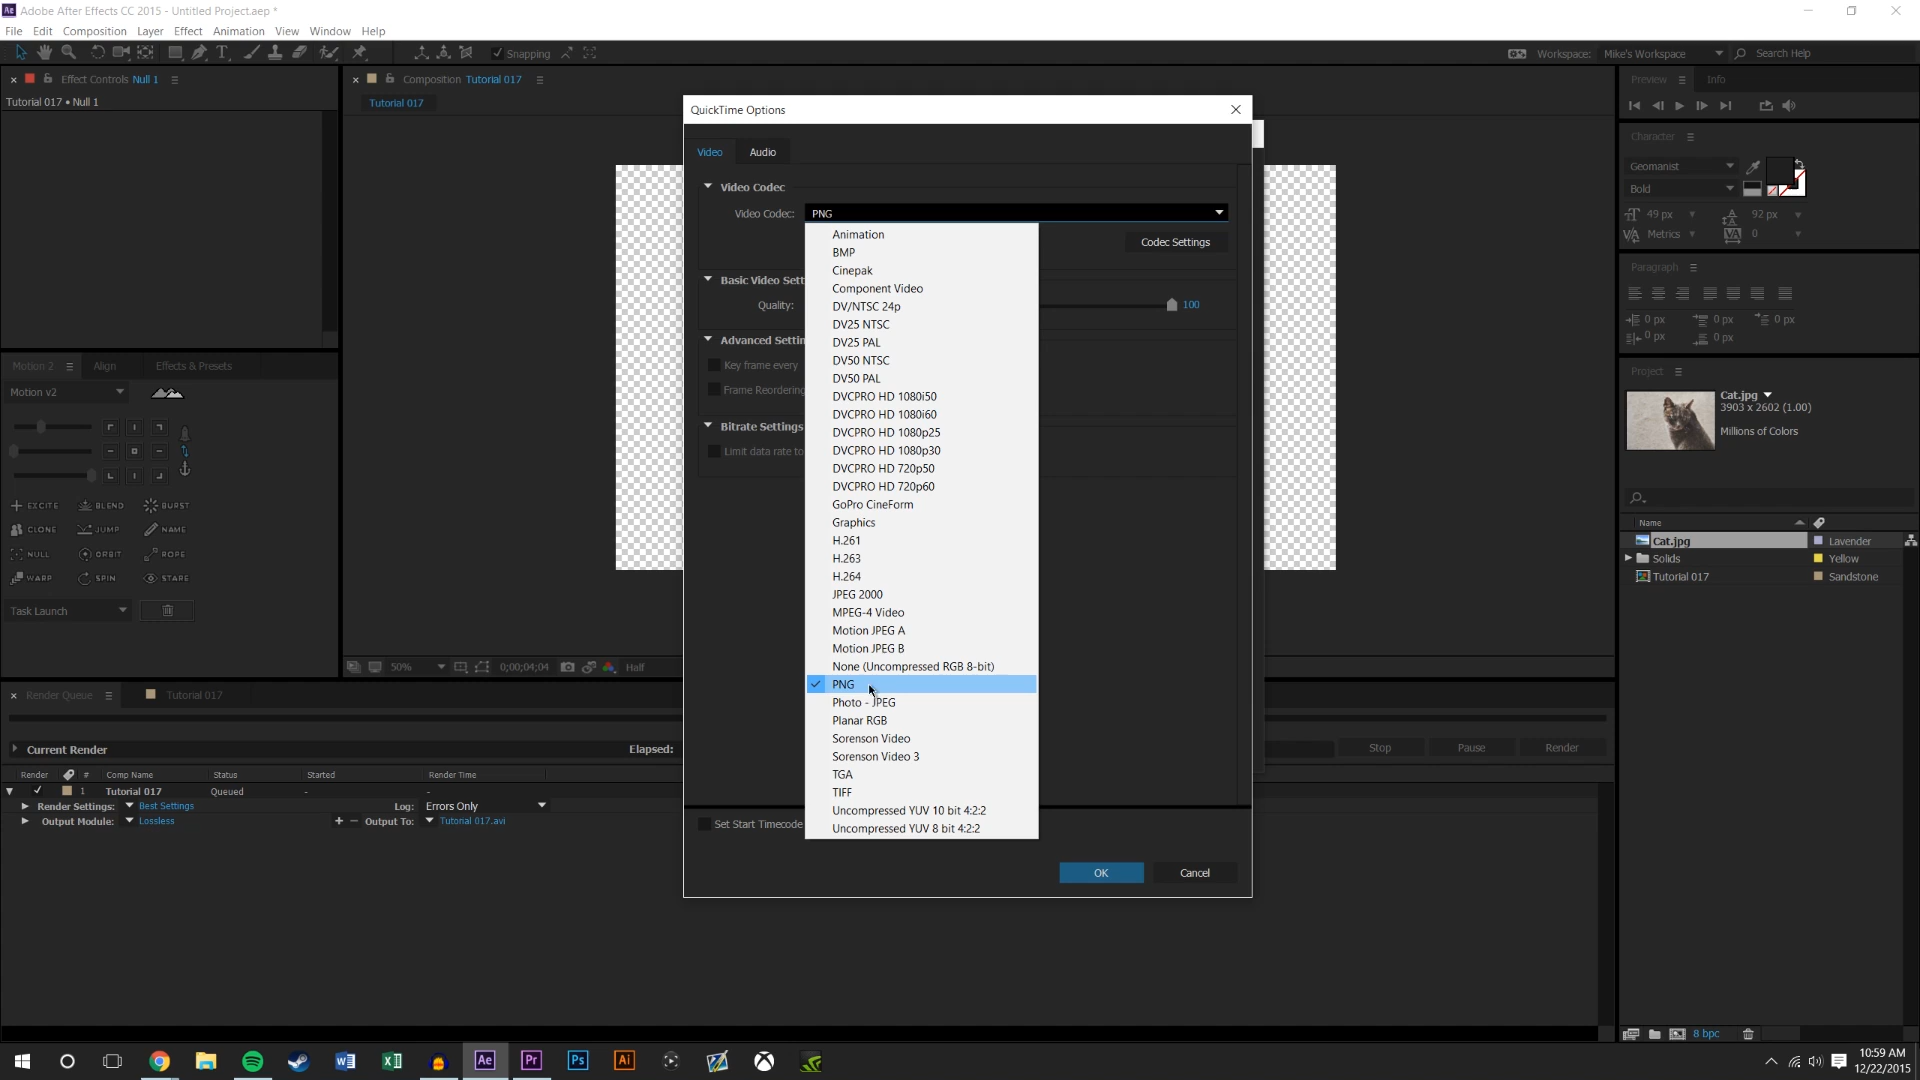 Adobe After Effects CC 2015 - Untitled Project.aep *
File Edit Composition Layer Effect Animation View Window Help
Snapping
Workspace: Mike's Workspace
Search Help
Effect Controls Null 1
Tutorial 017 • Null 1
Composition Tutorial 017
Tutorial 017
QuickTime Options
Video Audio
Video Codec
Video Codec: PNG
Codec Settings
Basic Video Sett
Quality: 100
Advanced Settin
Key frame every
Frame Reordering
Bitrate Settings
Limit data rate to
Set Start Timecode
OK Cancel
Animation
BMP
Cinepak
Component Video
DV/NTSC 24p
DV25 NTSC
DV25 PAL
DV50 NTSC
DV50 PAL
DVCPRO HD 1080i50
DVCPRO HD 1080i60
DVCPRO HD 1080p25
DVCPRO HD 1080p30
DVCPRO HD 720p50
DVCPRO HD 720p60
GoPro CineForm
Graphics
H.261
H.263
H.264
JPEG 2000
MPEG-4 Video
Motion JPEG A
Motion JPEG B
None (Uncompressed RGB 8-bit)
PNG
Photo - JPEG
Planar RGB
Sorenson Video
Sorenson Video 3
TGA
TIFF
Uncompressed YUV 10 bit 4:2:2
Uncompressed YUV 8 bit 4:2:2
Motion 2 Align Effects & Presets
Motion v2
EXCITE BLEND BURST
CLONE JUMP NAME
NULL ORBIT ROPE
WARP SPIN STARE
Task Launch
50% 0;00;04;04 Half
Render Queue Tutorial 017
Current Render Elapsed:
Stop Pause Render
Render # Comp Name Status Started Render Time
1 Tutorial 017 Queued - -
Render Settings: Best Settings Log: Errors Only
Output Module: Lossless Output To: Tutorial 017.avi
Preview Info
Character
Geomanist
Bold
49 px 92 px
Metrics 0
Paragraph
0 px 0 px 0 px
0 px 0 px
Project
Cat.jpg
3903 x 2602 (1.00)
Millions of Colors
Name
Cat.jpg Lavender
Solids Yellow
Tutorial 017 Sandstone
8 bpc
Ae Pr Ps Ai
10:59 AM
12/22/2015